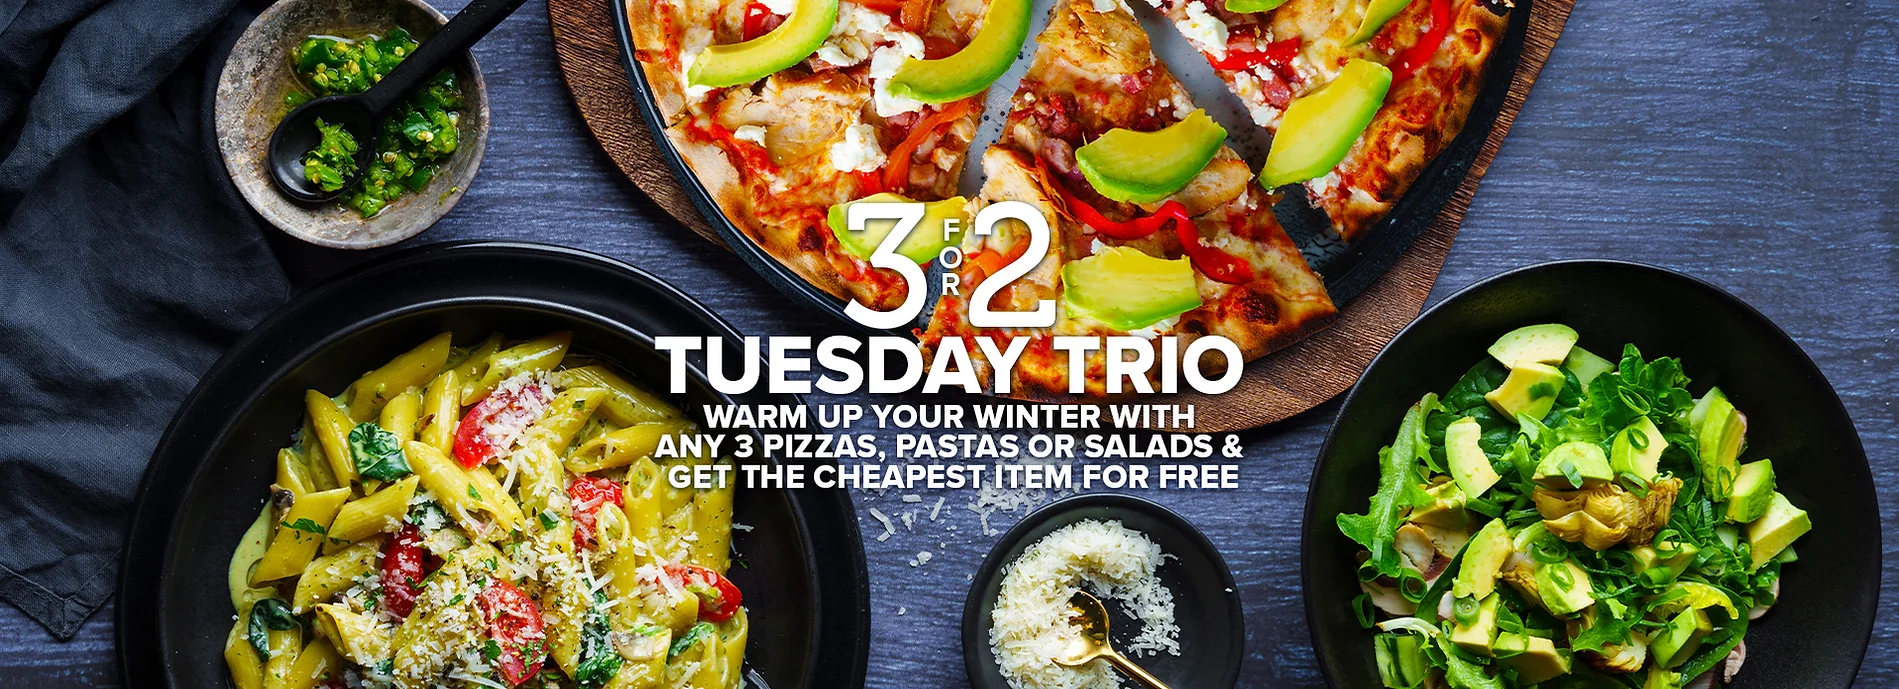 3 FOR 2
TUESDAY TRIO
WARM UP YOUR WINTER WITH
ANY 3 PIZZAS, PASTAS OR SALADS &
GET THE CHEAPEST ITEM FOR FREE